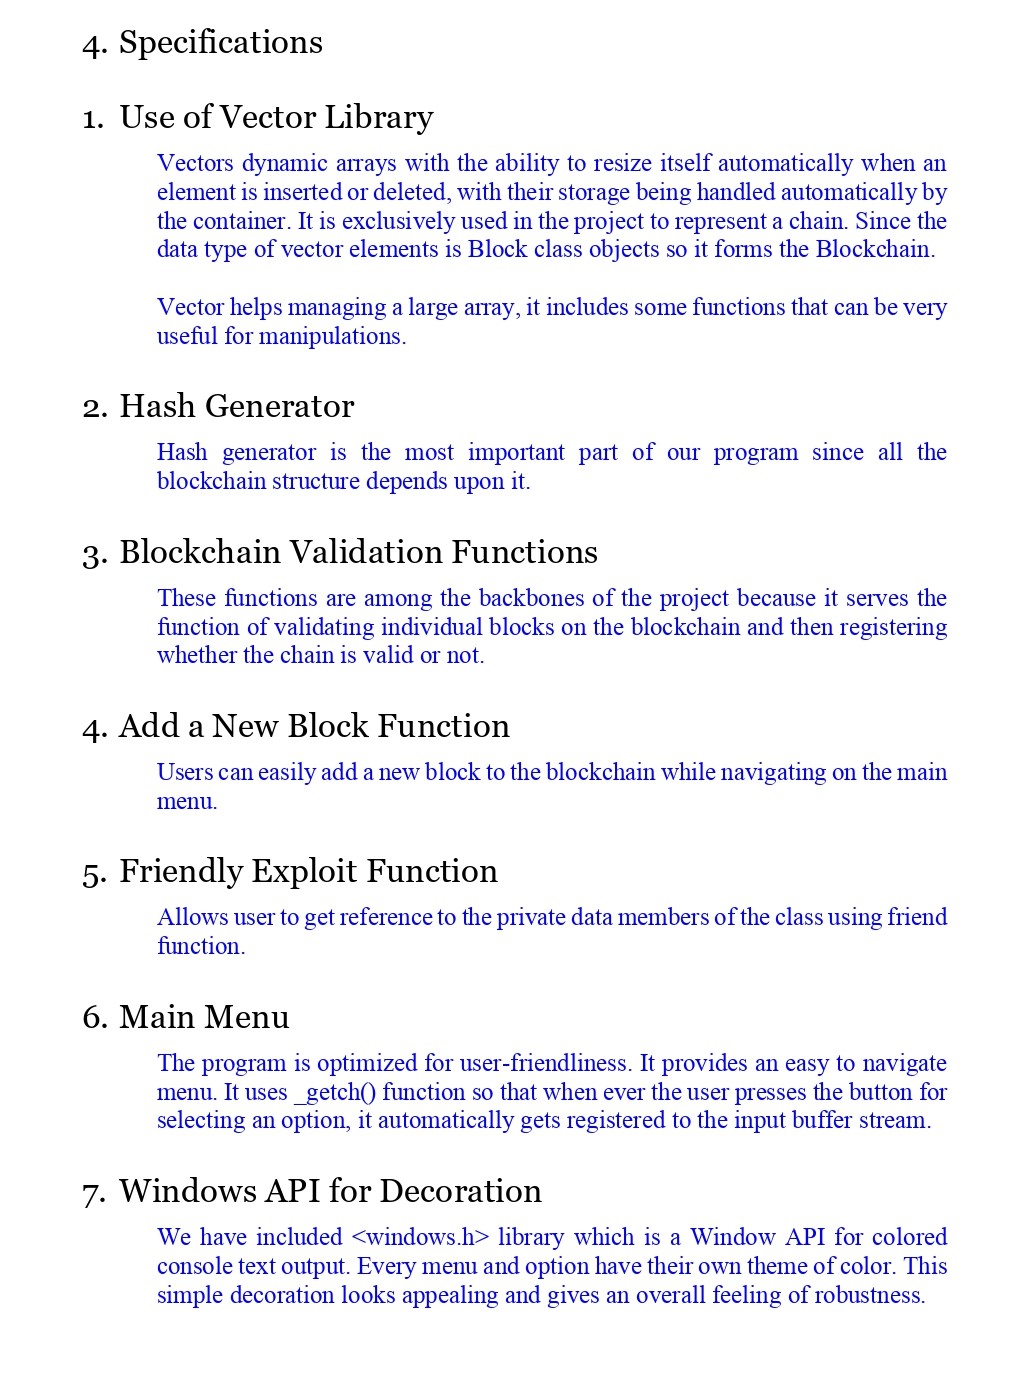 4. Specifications
1. Use of Vector Library
Vectors dynamic arrays with the ability to resize itself automatically when an
element is inserted or deleted, with their storage being handled automatically by
the container. It is exclusively used in the project to represent a chain. Since the
data type of vector elements is Block class objects so it forms the Blockchain.
Vector helps managing a large array, it includes some functions that can be very
useful for manipulations.
2. Hash Generator
Hash generator is the most important part of our program since all the
blockchain structure depends upon it.
3. Blockchain Validation Functions
These functions are among the backbones of the project because it serves the
function of validating individual blocks on the blockchain and then registering
whether the chain is valid or not.
4. Add a New Block Function
Users can easily add a new block to the blockchain while navigating on the main
menu.
5. Friendly Exploit Function
Allows user to get reference to the private data members of the class using friend
function.
6. Main Menu
The program is optimized for user-friendliness. It provides an easy to navigate
menu. It uses _getch() function so that when ever the user presses the button for
selecting an option, it automatically gets registered to the input buffer stream.
7. Windows API for Decoration
We have included <windows.h> library which is a Window API for colored
console text output. Every menu and option have their own theme of color. This
simple decoration looks appealing and gives an overall feeling of robustness.